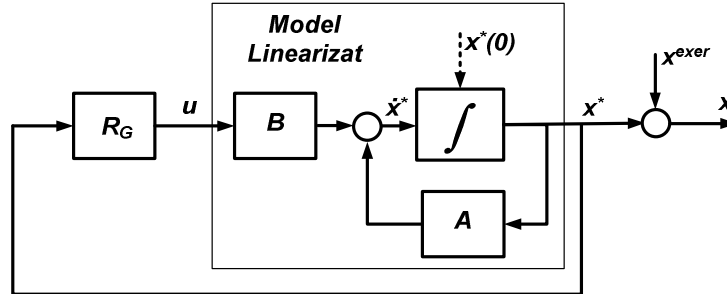 Model
Linearizat
x*(0)
x^exer
u
ẋ*
x*
x
R_G
B
∫
A